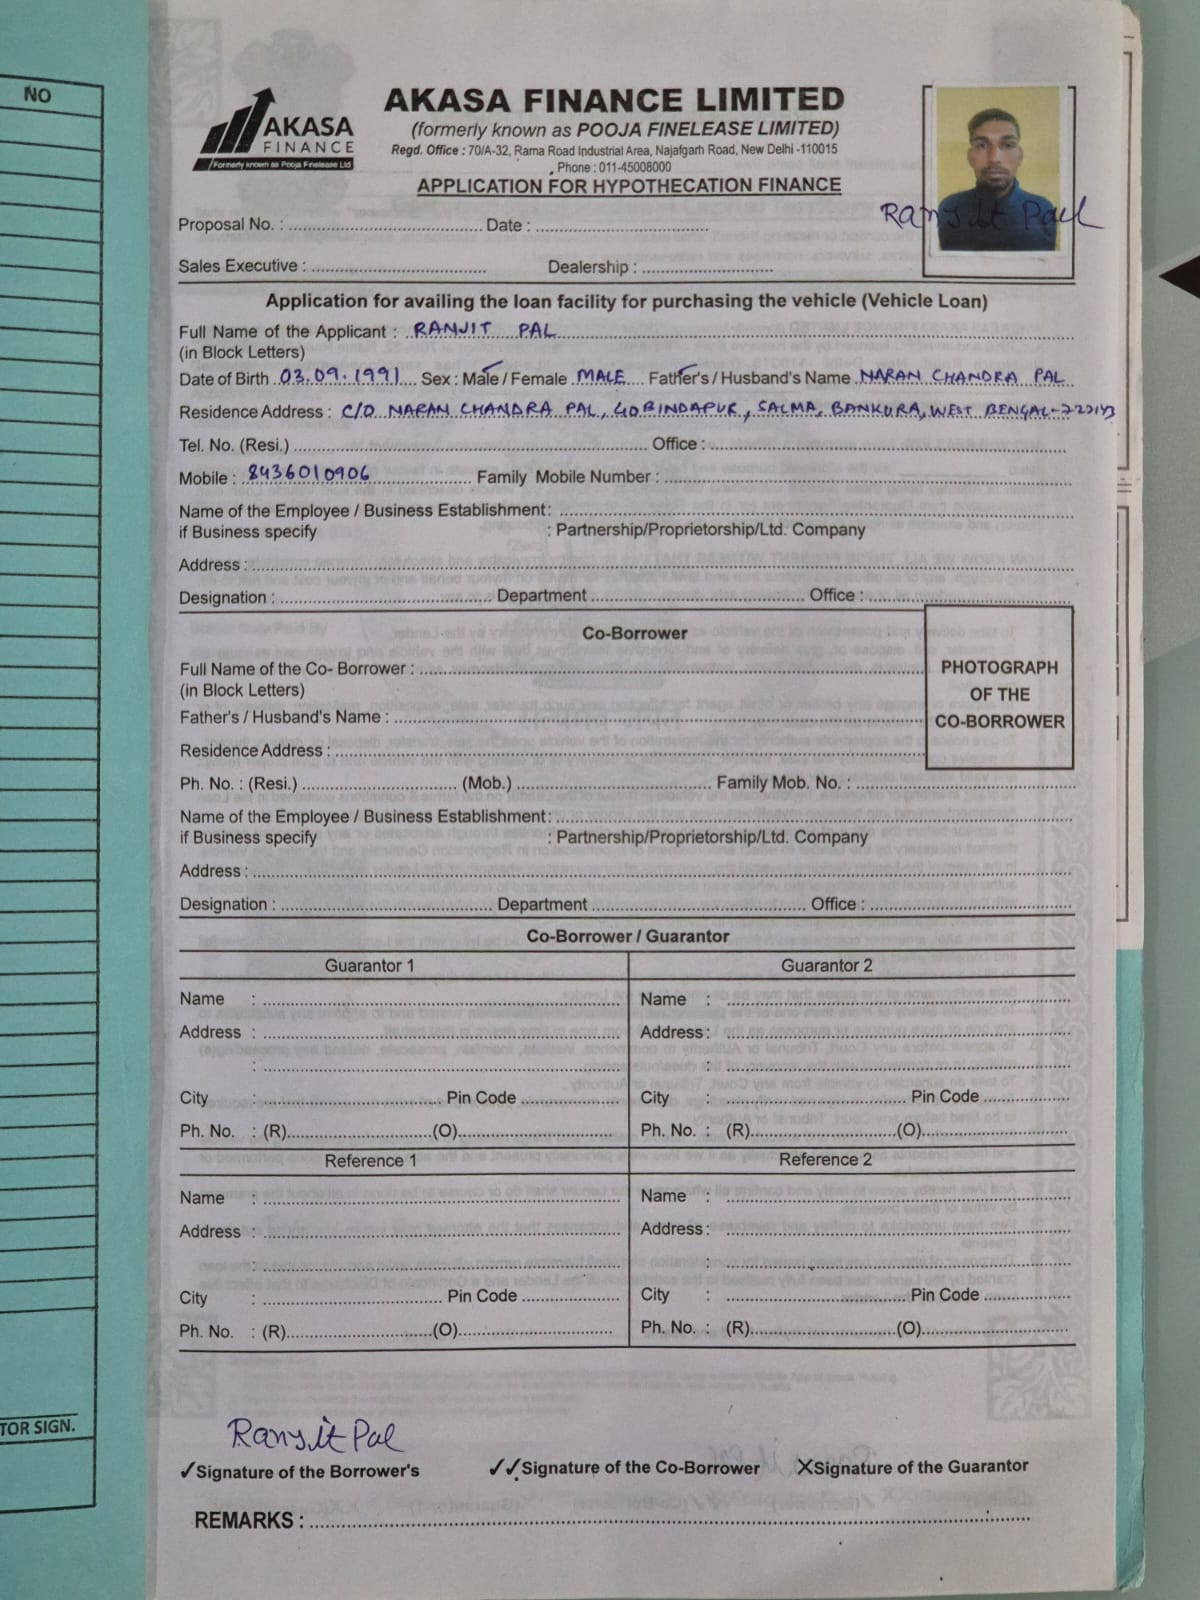 NO
AKASA
FINANCE
Formerly known as Pooja Finelease Ltd
AKASA FINANCE LIMITED
(formerly known as POOJA FINELEASE LIMITED)
Regd. Office : 70/A-32, Rama Road Industrial Area, Najafgarh Road, New Delhi -110015
Phone : 011-45008000
APPLICATION FOR HYPOTHECATION FINANCE
Ranjit Pal
Proposal No. : Date :
Sales Executive : Dealership :
Application for availing the loan facility for purchasing the vehicle (Vehicle Loan)
Full Name of the Applicant : RANJIT PAL
(in Block Letters)
Date of Birth 03.09.1991 Sex : Male / Female MALE Father's / Husband's Name NARAN CHANDRA PAL
Residence Address : C/O NARAN CHANDRA PAL, GOBINDAPUR, SALMA, BANKURA, WEST BENGAL-722143
Tel. No. (Resi.) Office :
Mobile : 8436010906 Family Mobile Number :
Name of the Employee / Business Establishment:
if Business specify : Partnership/Proprietorship/Ltd. Company
Address :
Designation : Department Office :
Co-Borrower
Full Name of the Co- Borrower :
(in Block Letters)
PHOTOGRAPH
OF THE
CO-BORROWER
Father's / Husband's Name :
Residence Address :
Ph. No. : (Resi.) (Mob.) Family Mob. No. :
Name of the Employee / Business Establishment:
if Business specify : Partnership/Proprietorship/Ltd. Company
Address :
Designation : Department Office :
Co-Borrower / Guarantor
Guarantor 1 Guarantor 2
Name : Name :
Address : Address :
: :
City : Pin Code City : Pin Code
Ph. No. : (R) (O) Ph. No. : (R) (O)
Reference 1 Reference 2
Name : Name :
Address : Address :
: :
City : Pin Code City : Pin Code
Ph. No. : (R) (O) Ph. No. : (R) (O)
Ranjit Pal
TOR SIGN.
✓Signature of the Borrower's ✓✓Signature of the Co-Borrower XSignature of the Guarantor
REMARKS :